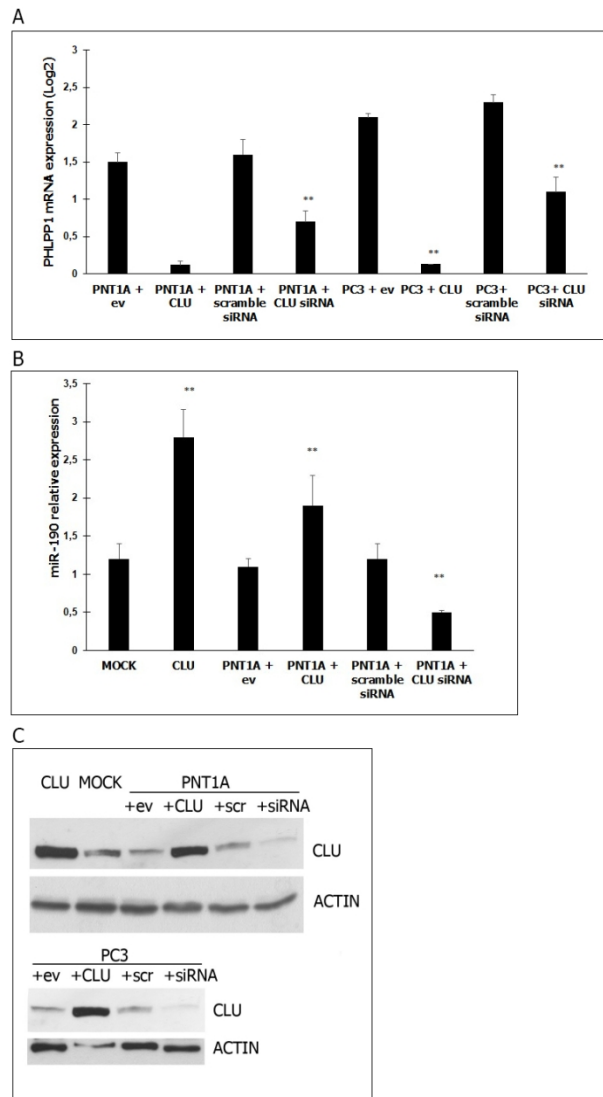 A
PHLPP1 mRNA expression (Log2)
3
2,5
2
1,5
1
0,5
0
**
**
**
PNT1A + ev
PNT1A + CLU
PNT1A + scramble siRNA
PNT1A + CLU siRNA
PC3 + ev
PC3 + CLU
PC3+ scramble siRNA
PC3+ CLU siRNA
B
miR-190 relative expression
3,5
3
2,5
2
1,5
1
0,5
0
**
**
**
MOCK
CLU
PNT1A + ev
PNT1A + CLU
PNT1A + scramble siRNA
PNT1A + CLU siRNA
C
CLU MOCK PNT1A
+ev +CLU +scr +siRNA
CLU
ACTIN
PC3
+ev +CLU +scr +siRNA
CLU
ACTIN